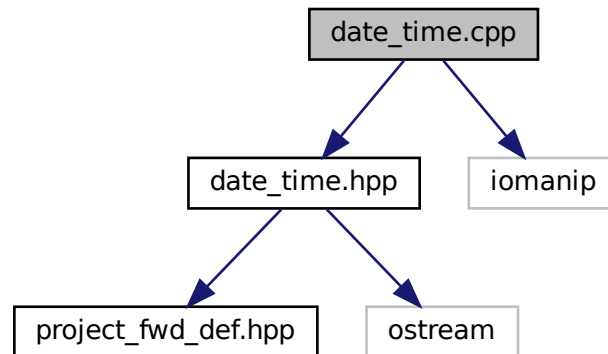 date_time.cpp
date_time.hpp
iomanip
project_fwd_def.hpp
ostream